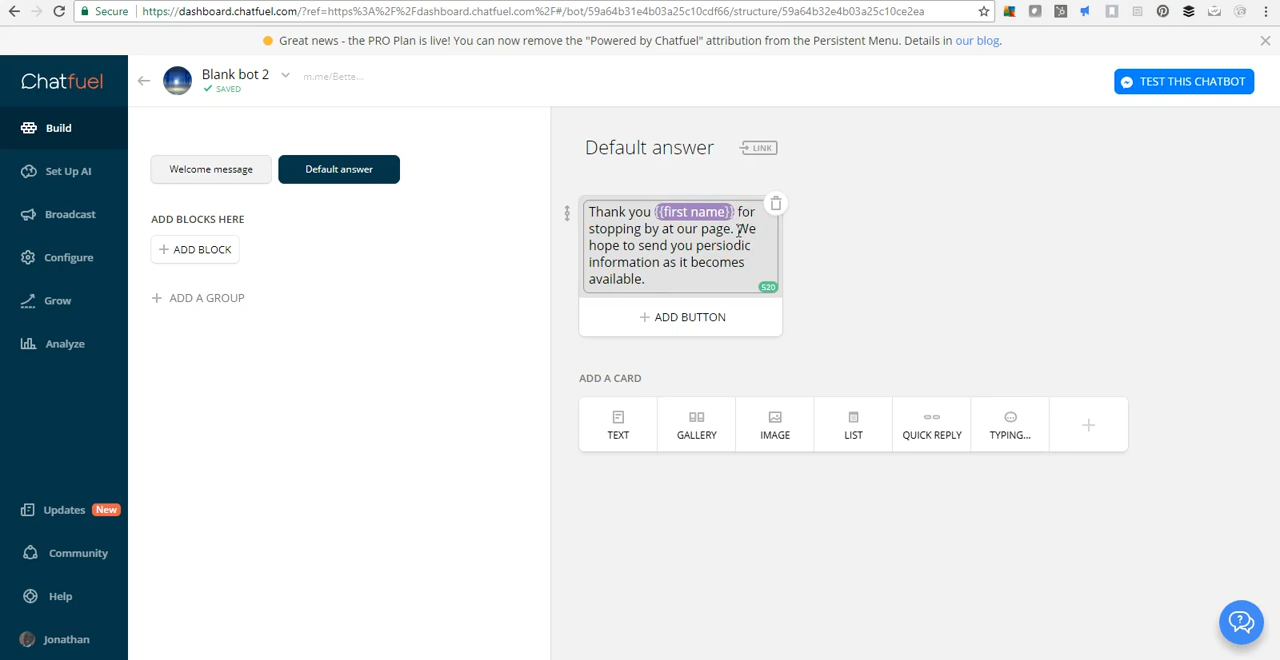 Secure
https://dashboard.chatfuel.com/?ref=https%3A%2F%2Fdashboard.chatfuel.com%2F#/bot/59a64b31e4b03a25c10cdf66/structure/59a64b32e4b03a25c10ce2ea
Great news - the PRO Plan is live! You can now remove the "Powered by Chatfuel" attribution from the Persistent Menu. Details in our blog.
Chatfuel
Blank bot 2
SAVED
m.me/Bette...
TEST THIS CHATBOT
Build
Set Up AI
Broadcast
Configure
Grow
Analyze
Updates New
Community
Help
Jonathan
Welcome message
Default answer
ADD BLOCKS HERE
+ ADD BLOCK
+ ADD A GROUP
Default answer
LINK
Thank you {{first name}} for
stopping by at our page. We
hope to send you persiodic
information as it becomes
available.
520
+ ADD BUTTON
ADD A CARD
TEXT
GALLERY
IMAGE
LIST
QUICK REPLY
TYPING...
+